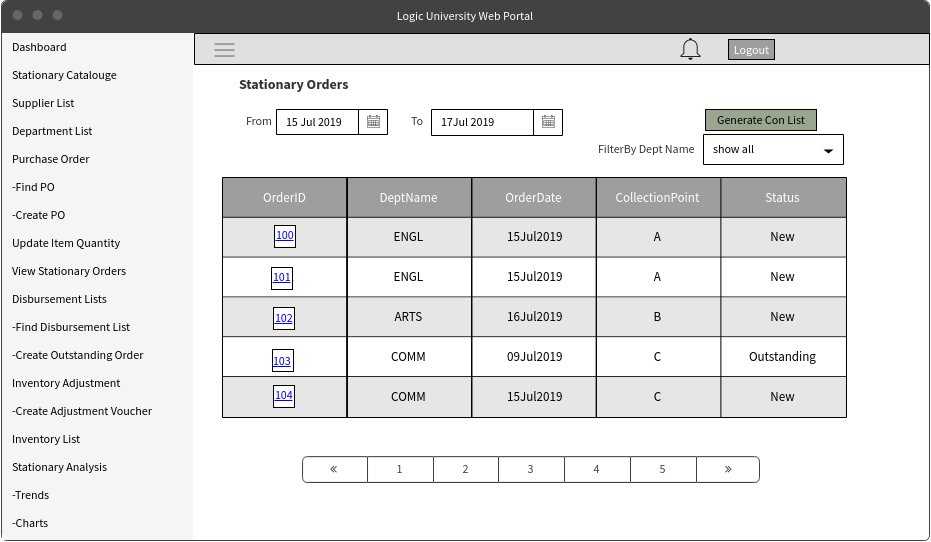 Logic University Web Portal
Dashboard
Stationary Catalouge
Supplier List
Department List
Purchase Order
-Find PO
-Create PO
Update Item Quantity
View Stationary Orders
Disbursement Lists
-Find Disbursement List
-Create Outstanding Order
Inventory Adjustment
-Create Adjustment Voucher
Inventory List
Stationary Analysis
-Trends
-Charts
Logout
Stationary Orders
From 15 Jul 2019 To 17Jul 2019
Generate Con List
FilterBy Dept Name show all
OrderID DeptName OrderDate CollectionPoint Status
100 ENGL 15Jul2019 A New
101 ENGL 15Jul2019 A New
102 ARTS 16Jul2019 B New
103 COMM 09Jul2019 C Outstanding
104 COMM 15Jul2019 C New
« 1 2 3 4 5 »